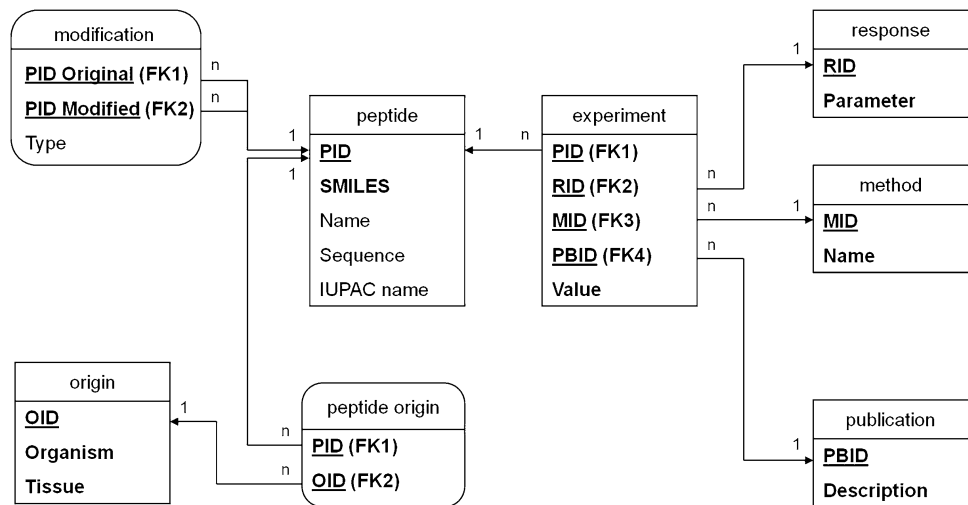 modification
PID Original (FK1)
PID Modified (FK2)
Type
n
n
peptide
PID
SMILES
Name
Sequence
IUPAC name
1
1
1
n
experiment
PID (FK1)
RID (FK2)
MID (FK3)
PBID (FK4)
Value
n
n
n
response
RID
Parameter
1
method
MID
Name
1
publication
PBID
Description
1
origin
OID
Organism
Tissue
1
peptide origin
PID (FK1)
OID (FK2)
n
n